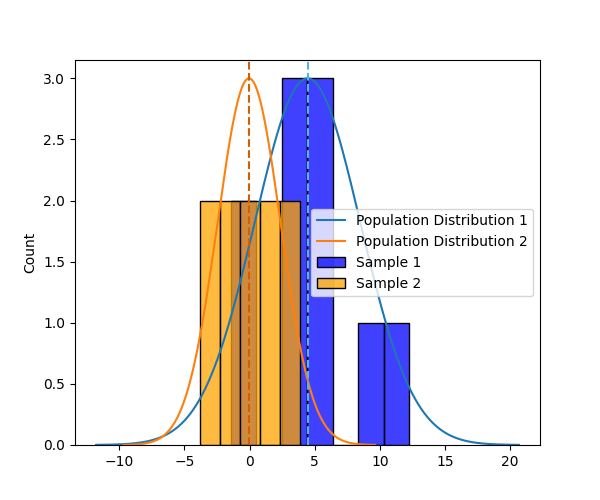 3.0
2.5
2.0
1.5
1.0
0.5
0.0
Count
Population Distribution 1
Population Distribution 2
Sample 1
Sample 2
−10
−5
0
5
10
15
20